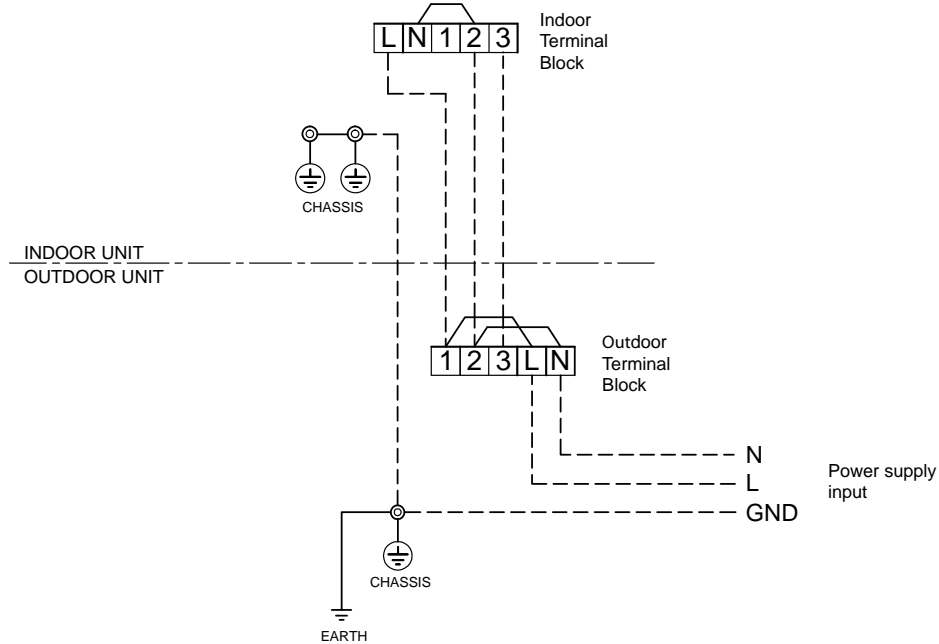 Indoor
Terminal
Block
L N 1 2 3
CHASSIS
INDOOR UNIT
OUTDOOR UNIT
1 2 3 L N
Outdoor
Terminal
Block
N
L
GND
Power supply
input
CHASSIS
EARTH